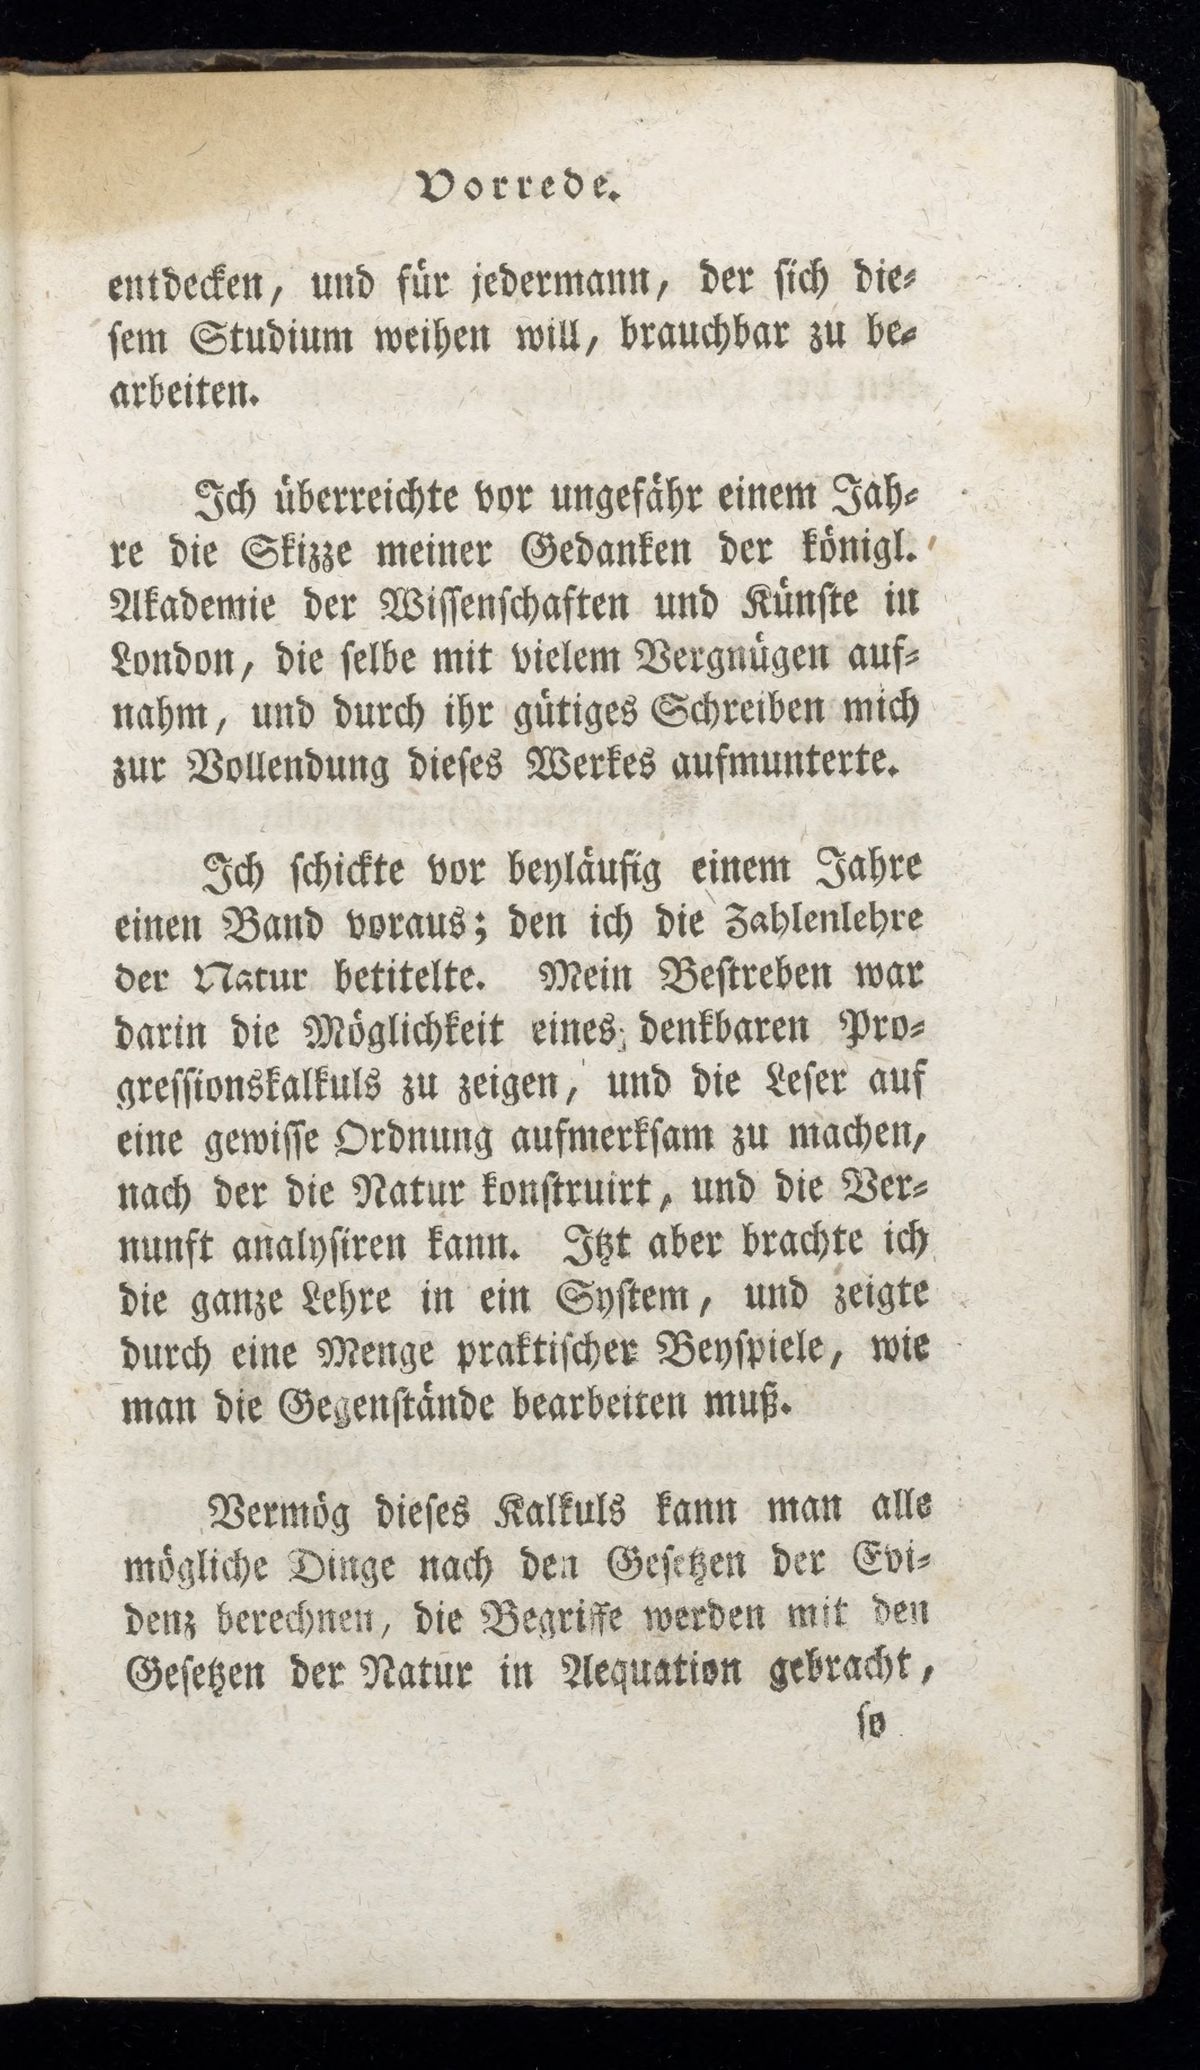 Vorrede.
entdecken, und für jedermann, der sich die⸗
sem Studium weihen will, brauchbar zu be⸗
arbeiten.
Ich überreichte vor ungefähr einem Jah⸗
re die Skizze meiner Gedanken der königl.
Akademie der Wissenschaften und Künste in
London, die selbe mit vielem Vergnügen auf⸗
nahm, und durch ihr gütiges Schreiben mich
zur Vollendung dieses Werkes aufmunterte.
Ich schickte vor beyläufig einem Jahre
einen Band voraus; den ich die Zahlenlehre
der Natur betitelte. Mein Bestreben war
darin die Möglichkeit eines denkbaren Pro⸗
gressionskalkuls zu zeigen, und die Leser auf
eine gewisse Ordnung aufmerksam zu machen,
nach der die Natur konstruirt, und die Ver⸗
nunft analysiren kann. Itzt aber brachte ich
die ganze Lehre in ein System, und zeigte
durch eine Menge praktischer Beyspiele, wie
man die Gegenstände bearbeiten muß.
Vermög dieses Kalkuls kann man alle
mögliche Dinge nach den Gesetzen der Evi⸗
denz berechnen, die Begriffe werden mit den
Gesetzen der Natur in Aequation gebracht,
so